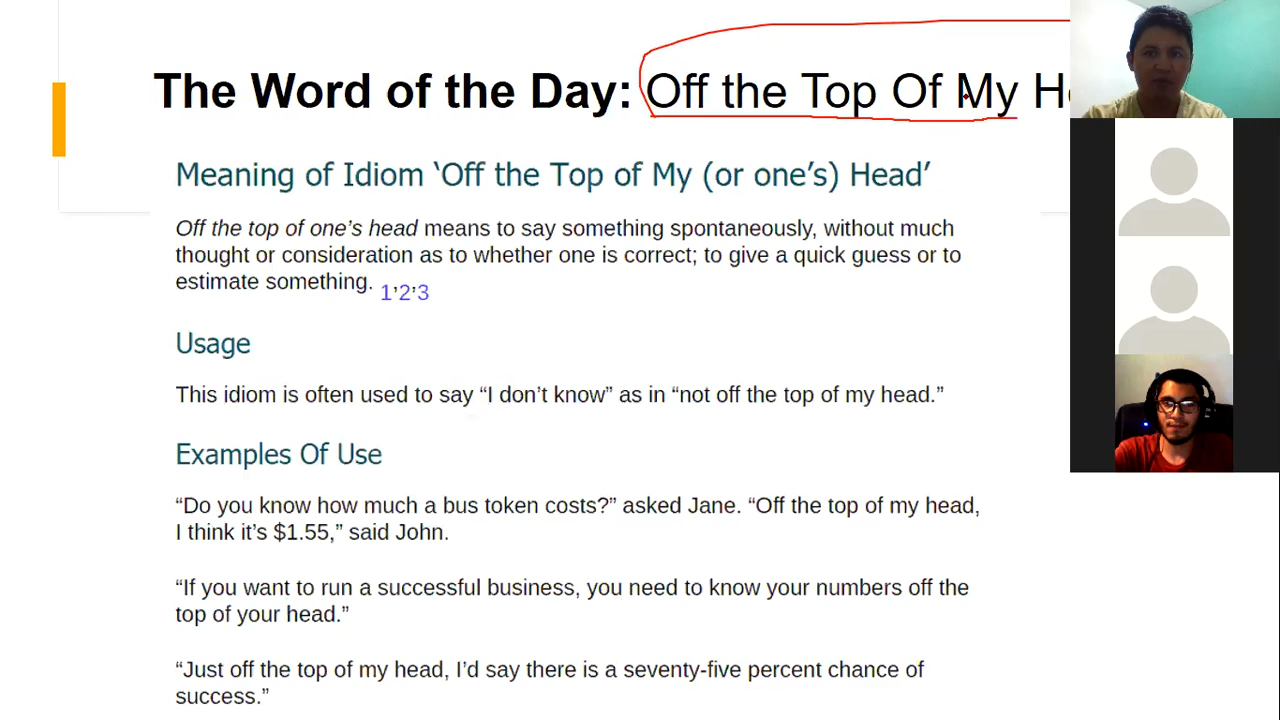 The Word of the Day: Off the Top Of My
Meaning of Idiom ‘Off the Top of My (or one’s) Head’
Off the top of one’s head means to say something spontaneously, without much
thought or consideration as to whether one is correct; to give a quick guess or to
estimate something. 1,2,3
Usage
This idiom is often used to say “I don’t know” as in “not off the top of my head.”
Examples Of Use
“Do you know how much a bus token costs?” asked Jane. “Off the top of my head,
I think it’s $1.55,” said John.
“If you want to run a successful business, you need to know your numbers off the
top of your head.”
“Just off the top of my head, I’d say there is a seventy-five percent chance of
success.”